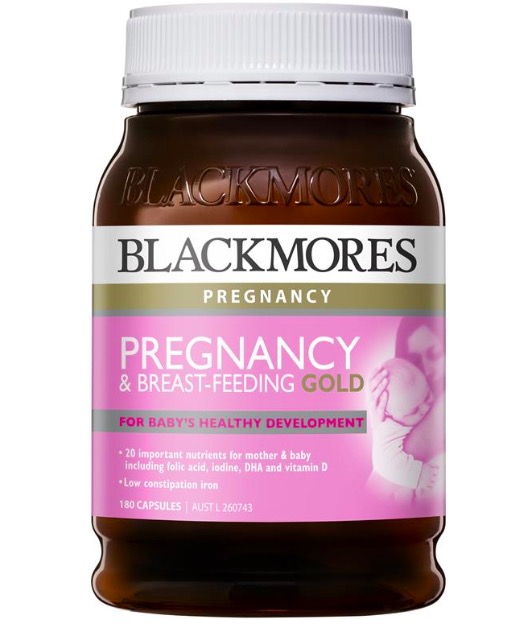 BLACKMORES
BLACKMORES
PREGNANCY
PREGNANCY
& BREAST-FEEDING GOLD
FOR BABY'S HEALTHY DEVELOPMENT
• 20 important nutrients for mother & baby
including folic acid, iodine, DHA and vitamin D
• Low constipation iron
180 CAPSULES | AUST L 260743